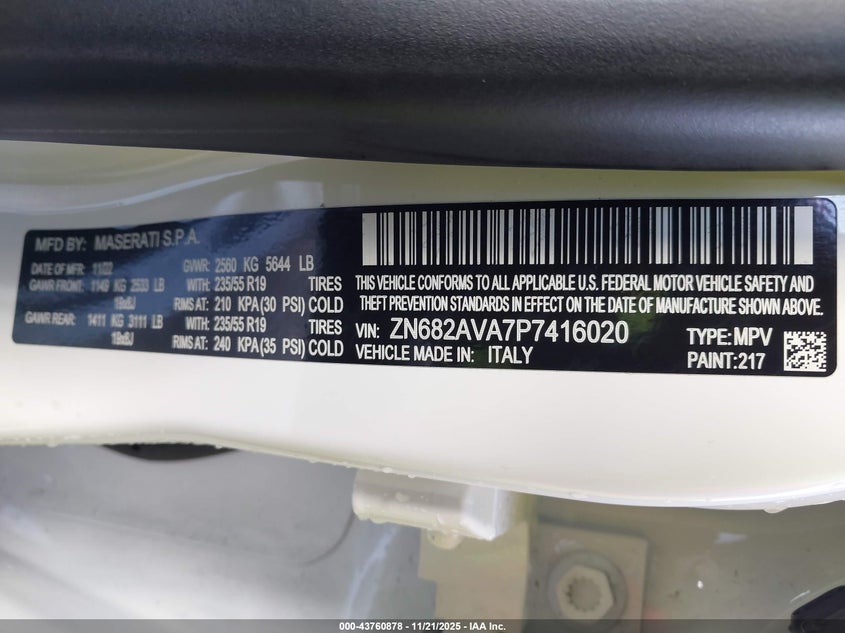 MFD BY: MASERATI S.P.A.
DATE OF MFR: 11/22 GVWR: 2560 KG 5644 LB
GAWR FRONT: 1149 KG 2533 LB WITH: 235/55 R19 TIRES
18x8J RIMS AT: 210 KPA (30 PSI) COLD
GAWR REAR: 1411 KG 3111 LB WITH: 235/55 R19 TIRES
18x8J RIMS AT: 240 KPA (35 PSI) COLD
THIS VEHICLE CONFORMS TO ALL APPLICABLE U.S. FEDERAL MOTOR VEHICLE SAFETY AND
THEFT PREVENTION STANDARDS IN EFFECT ON THE DATE OF MANUFACTURE SHOWN ABOVE.
VIN: ZN682AVA7P7416020 TYPE: MPV
VEHICLE MADE IN: ITALY PAINT: 217
000-43760878 - 11/21/2025 - IAA Inc.